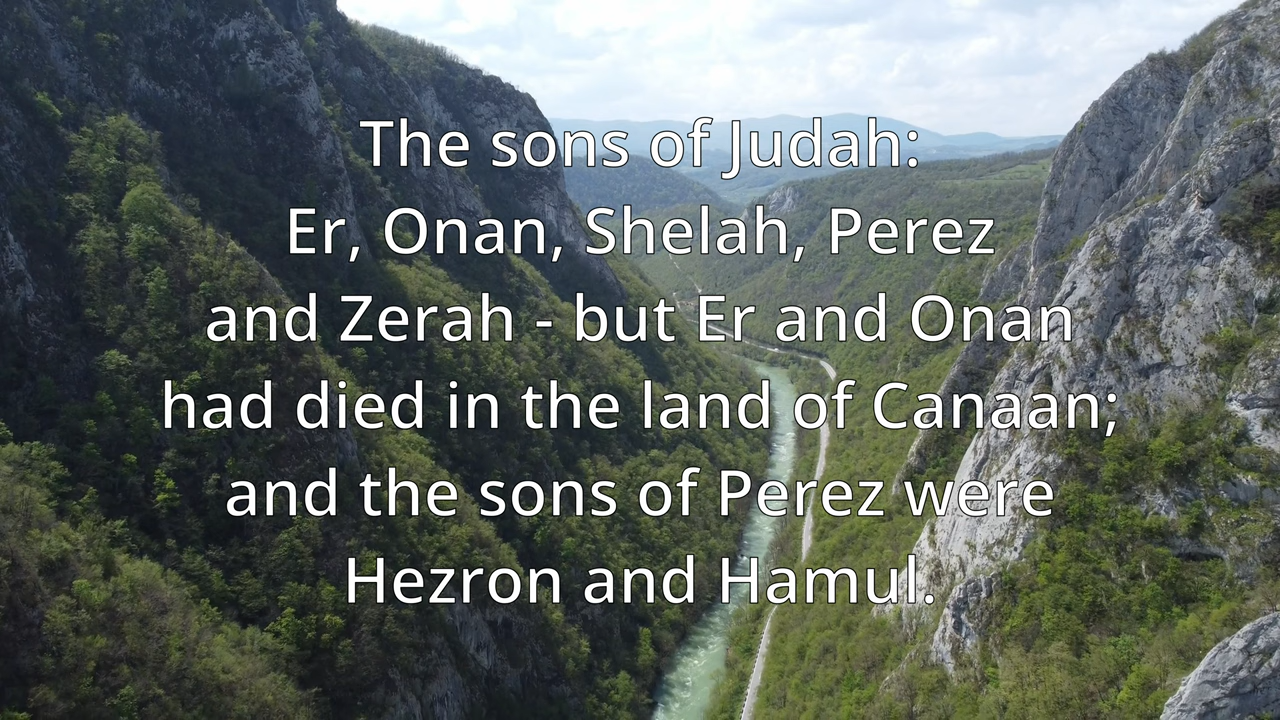 The sons of Judah:
Er, Onan, Shelah, Perez
and Zerah - but Er and Onan
had died in the land of Canaan;
and the sons of Perez were
Hezron and Hamul.